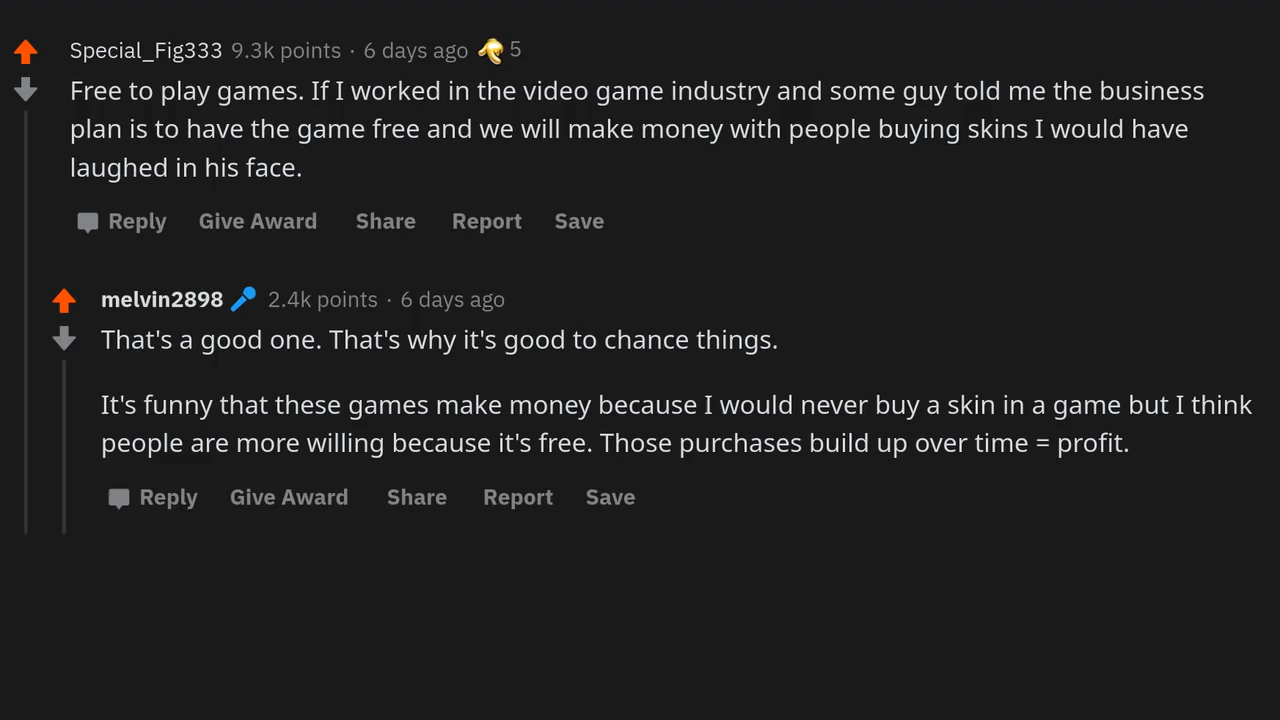 Special_Fig333 9.3k points · 6 days ago 5
Free to play games. If I worked in the video game industry and some guy told me the business
plan is to have the game free and we will make money with people buying skins I would have
laughed in his face.
Reply Give Award Share Report Save
melvin2898 2.4k points · 6 days ago
That's a good one. That's why it's good to chance things.
It's funny that these games make money because I would never buy a skin in a game but I think
people are more willing because it's free. Those purchases build up over time = profit.
Reply Give Award Share Report Save